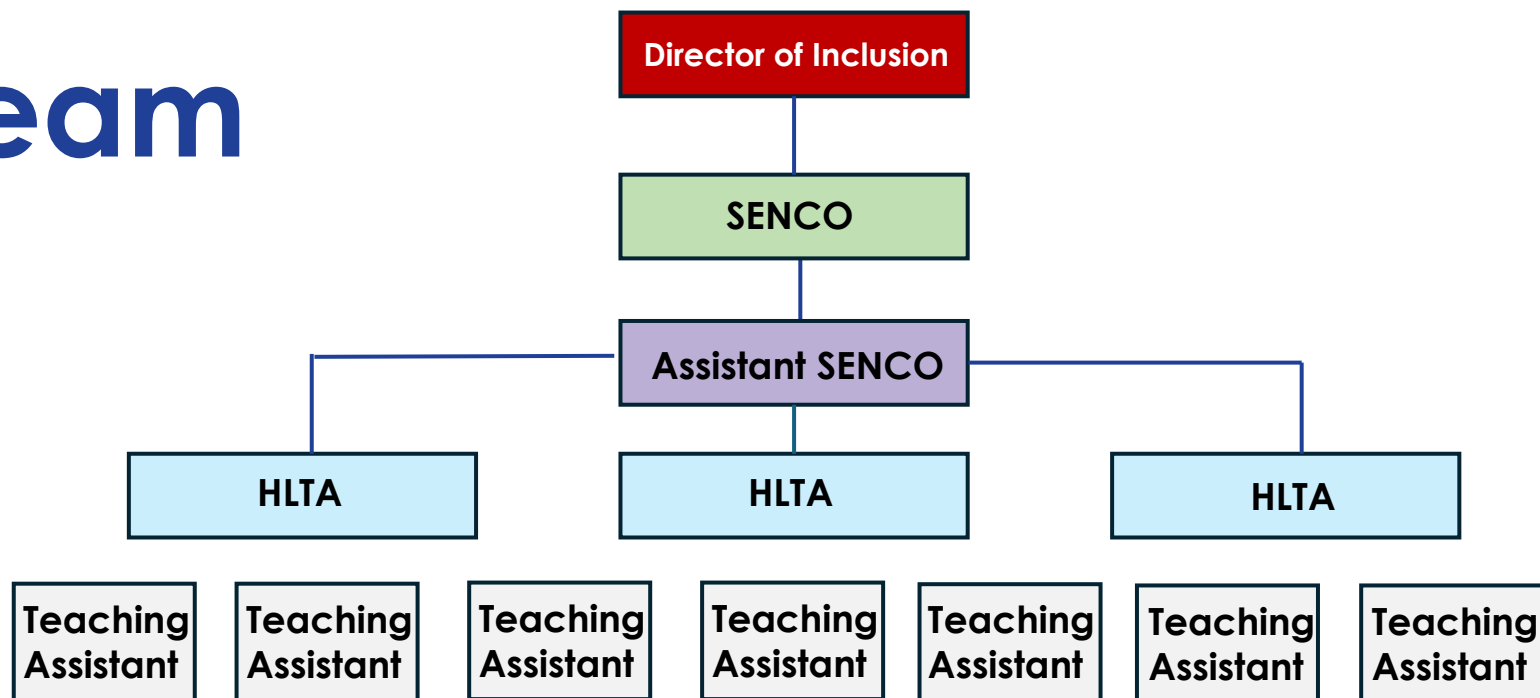 eam
Director of Inclusion
SENCO
Assistant SENCO
HLTA
HLTA
HLTA
Teaching
Assistant
Teaching
Assistant
Teaching
Assistant
Teaching
Assistant
Teaching
Assistant
Teaching
Assistant
Teaching
Assistant